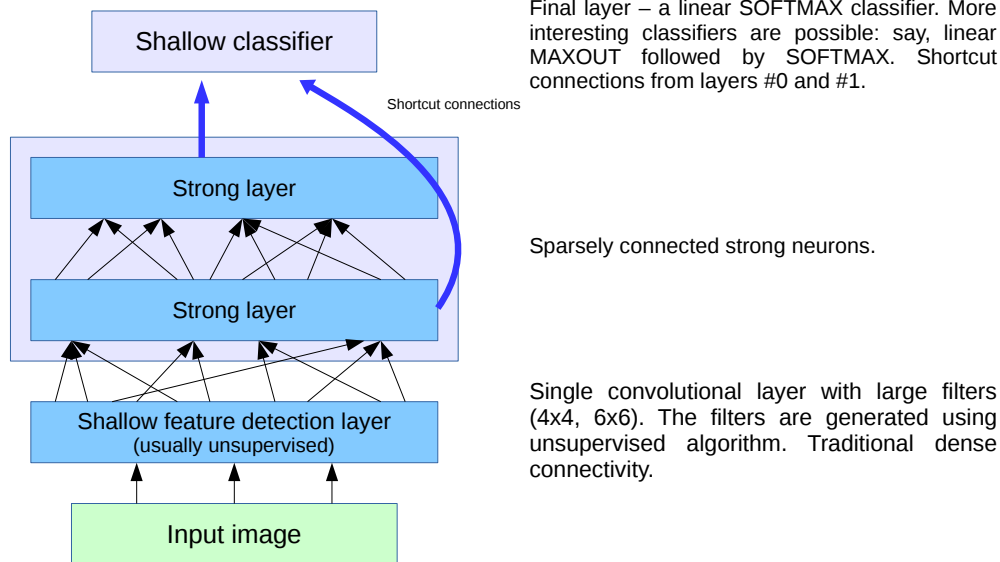 Final layer – a linear SOFTMAX classifier. More
interesting classifiers are possible: say, linear
MAXOUT followed by SOFTMAX. Shortcut
connections from layers #0 and #1.
Shallow classifier
Shortcut connections
Strong layer
Sparsely connected strong neurons.
Strong layer
Single convolutional layer with large filters
(4x4, 6x6). The filters are generated using
unsupervised algorithm. Traditional dense
connectivity.
Shallow feature detection layer
(usually unsupervised)
Input image